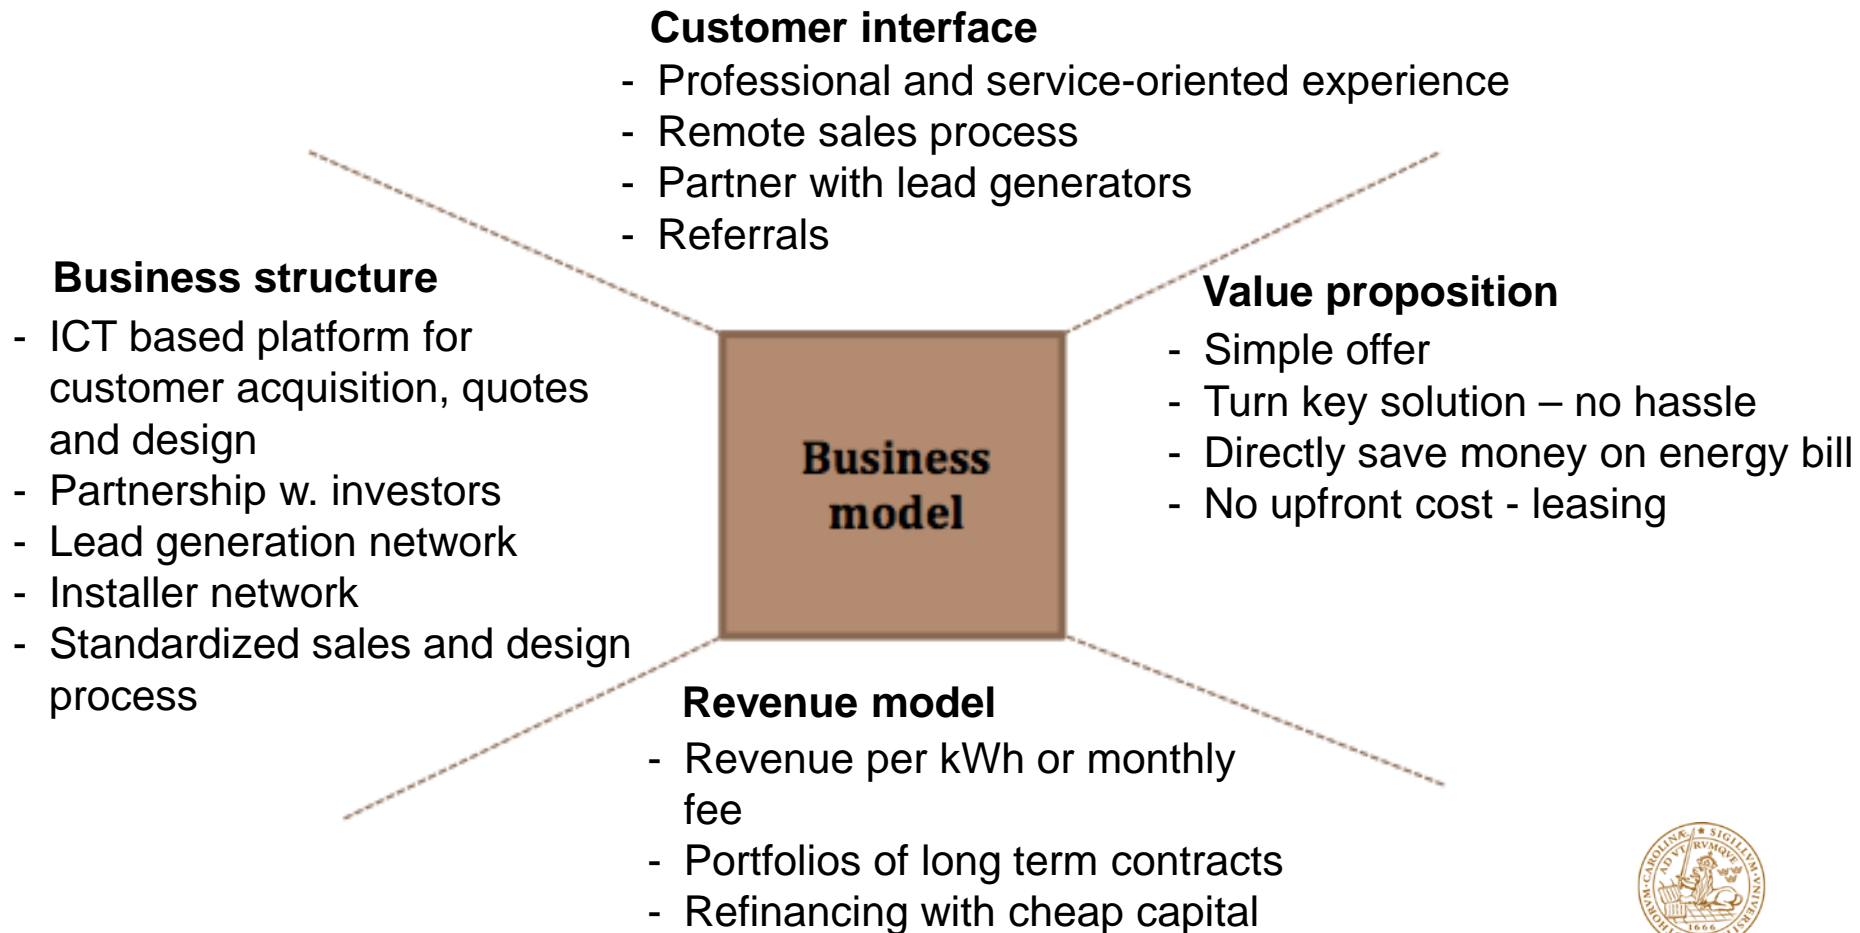 Customer interface
- Professional and service-oriented experience
- Remote sales process
- Partner with lead generators
- Referrals
Business structure
- ICT based platform for
customer acquisition, quotes
and design
- Partnership w. investors
- Lead generation network
- Installer network
- Standardized sales and design
process
Value proposition
- Simple offer
- Turn key solution – no hassle
- Directly save money on energy bill
- No upfront cost - leasing
Business
model
Revenue model
- Revenue per kWh or monthly
fee
- Portfolios of long term contracts
- Refinancing with cheap capital
AD VTRVMQVE
1666